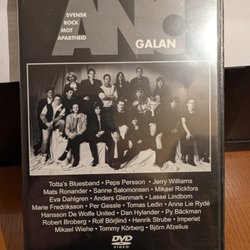 SVENSK
ROCK
MOT
APARTHEID
ANC
GALAN
Totta's Bluesband • Peps Persson • Jerry Williams
Mats Ronander • Sanne Salomonsen • Mikael Rickfors
Eva Dahlgren • Anders Glenmark • Lasse Lindbom
Marie Fredriksson • Per Gessle • Tomas Ledin • Anne Lie Rydé
Hansson De Wolfe United • Dan Hylander • Py Bäckman
Robert Broberg • Rolf Börjlind • Henrik Strube • Imperiet
Mikael Wiehe • Tommy Körberg • Björn Afzelius
DVD
VIDEO